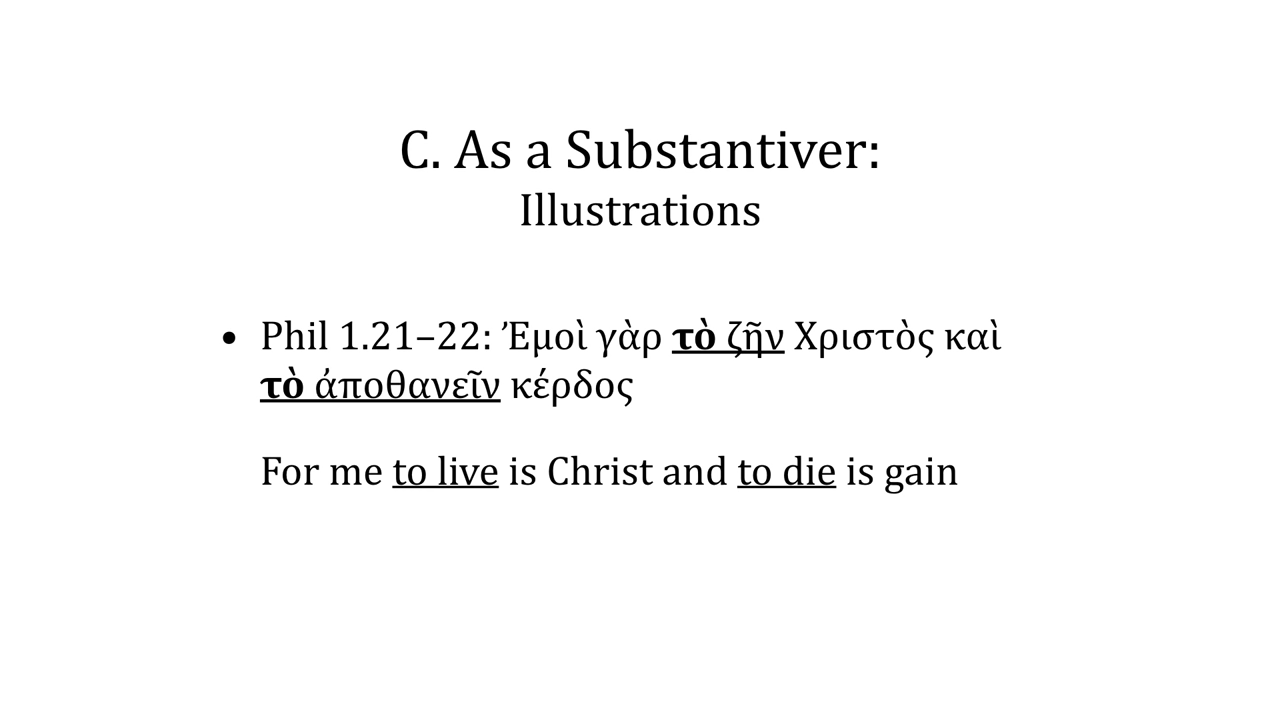 C. As a Substantiver:
Illustrations
• Phil 1.21–22: Ἐμοὶ γὰρ τὸ ζῆν Χριστὸς καὶ
τὸ ἀποθανεῖν κέρδος
For me to live is Christ and to die is gain